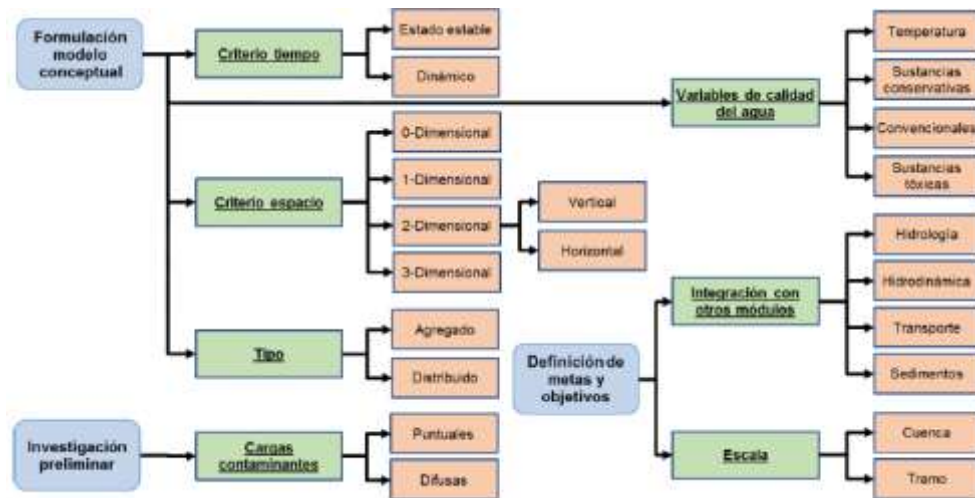 Formulación
modelo
conceptual
Criterio tiempo
Estado estable
Dinámico
Criterio espacio
0-Dimensional
1-Dimensional
2-Dimensional
3-Dimensional
Vertical
Horizontal
Tipo
Agregado
Distribuido
Variables de calidad
del agua
Temperatura
Sustancias
conservativas
Convencionales
Sustancias
tóxicas
Investigación
preliminar
Cargas
contaminantes
Puntuales
Difusas
Definición de
metas y
objetivos
Integración con
otros módulos
Hidrología
Hidrodinámica
Transporte
Sedimentos
Escala
Cuenca
Tramo